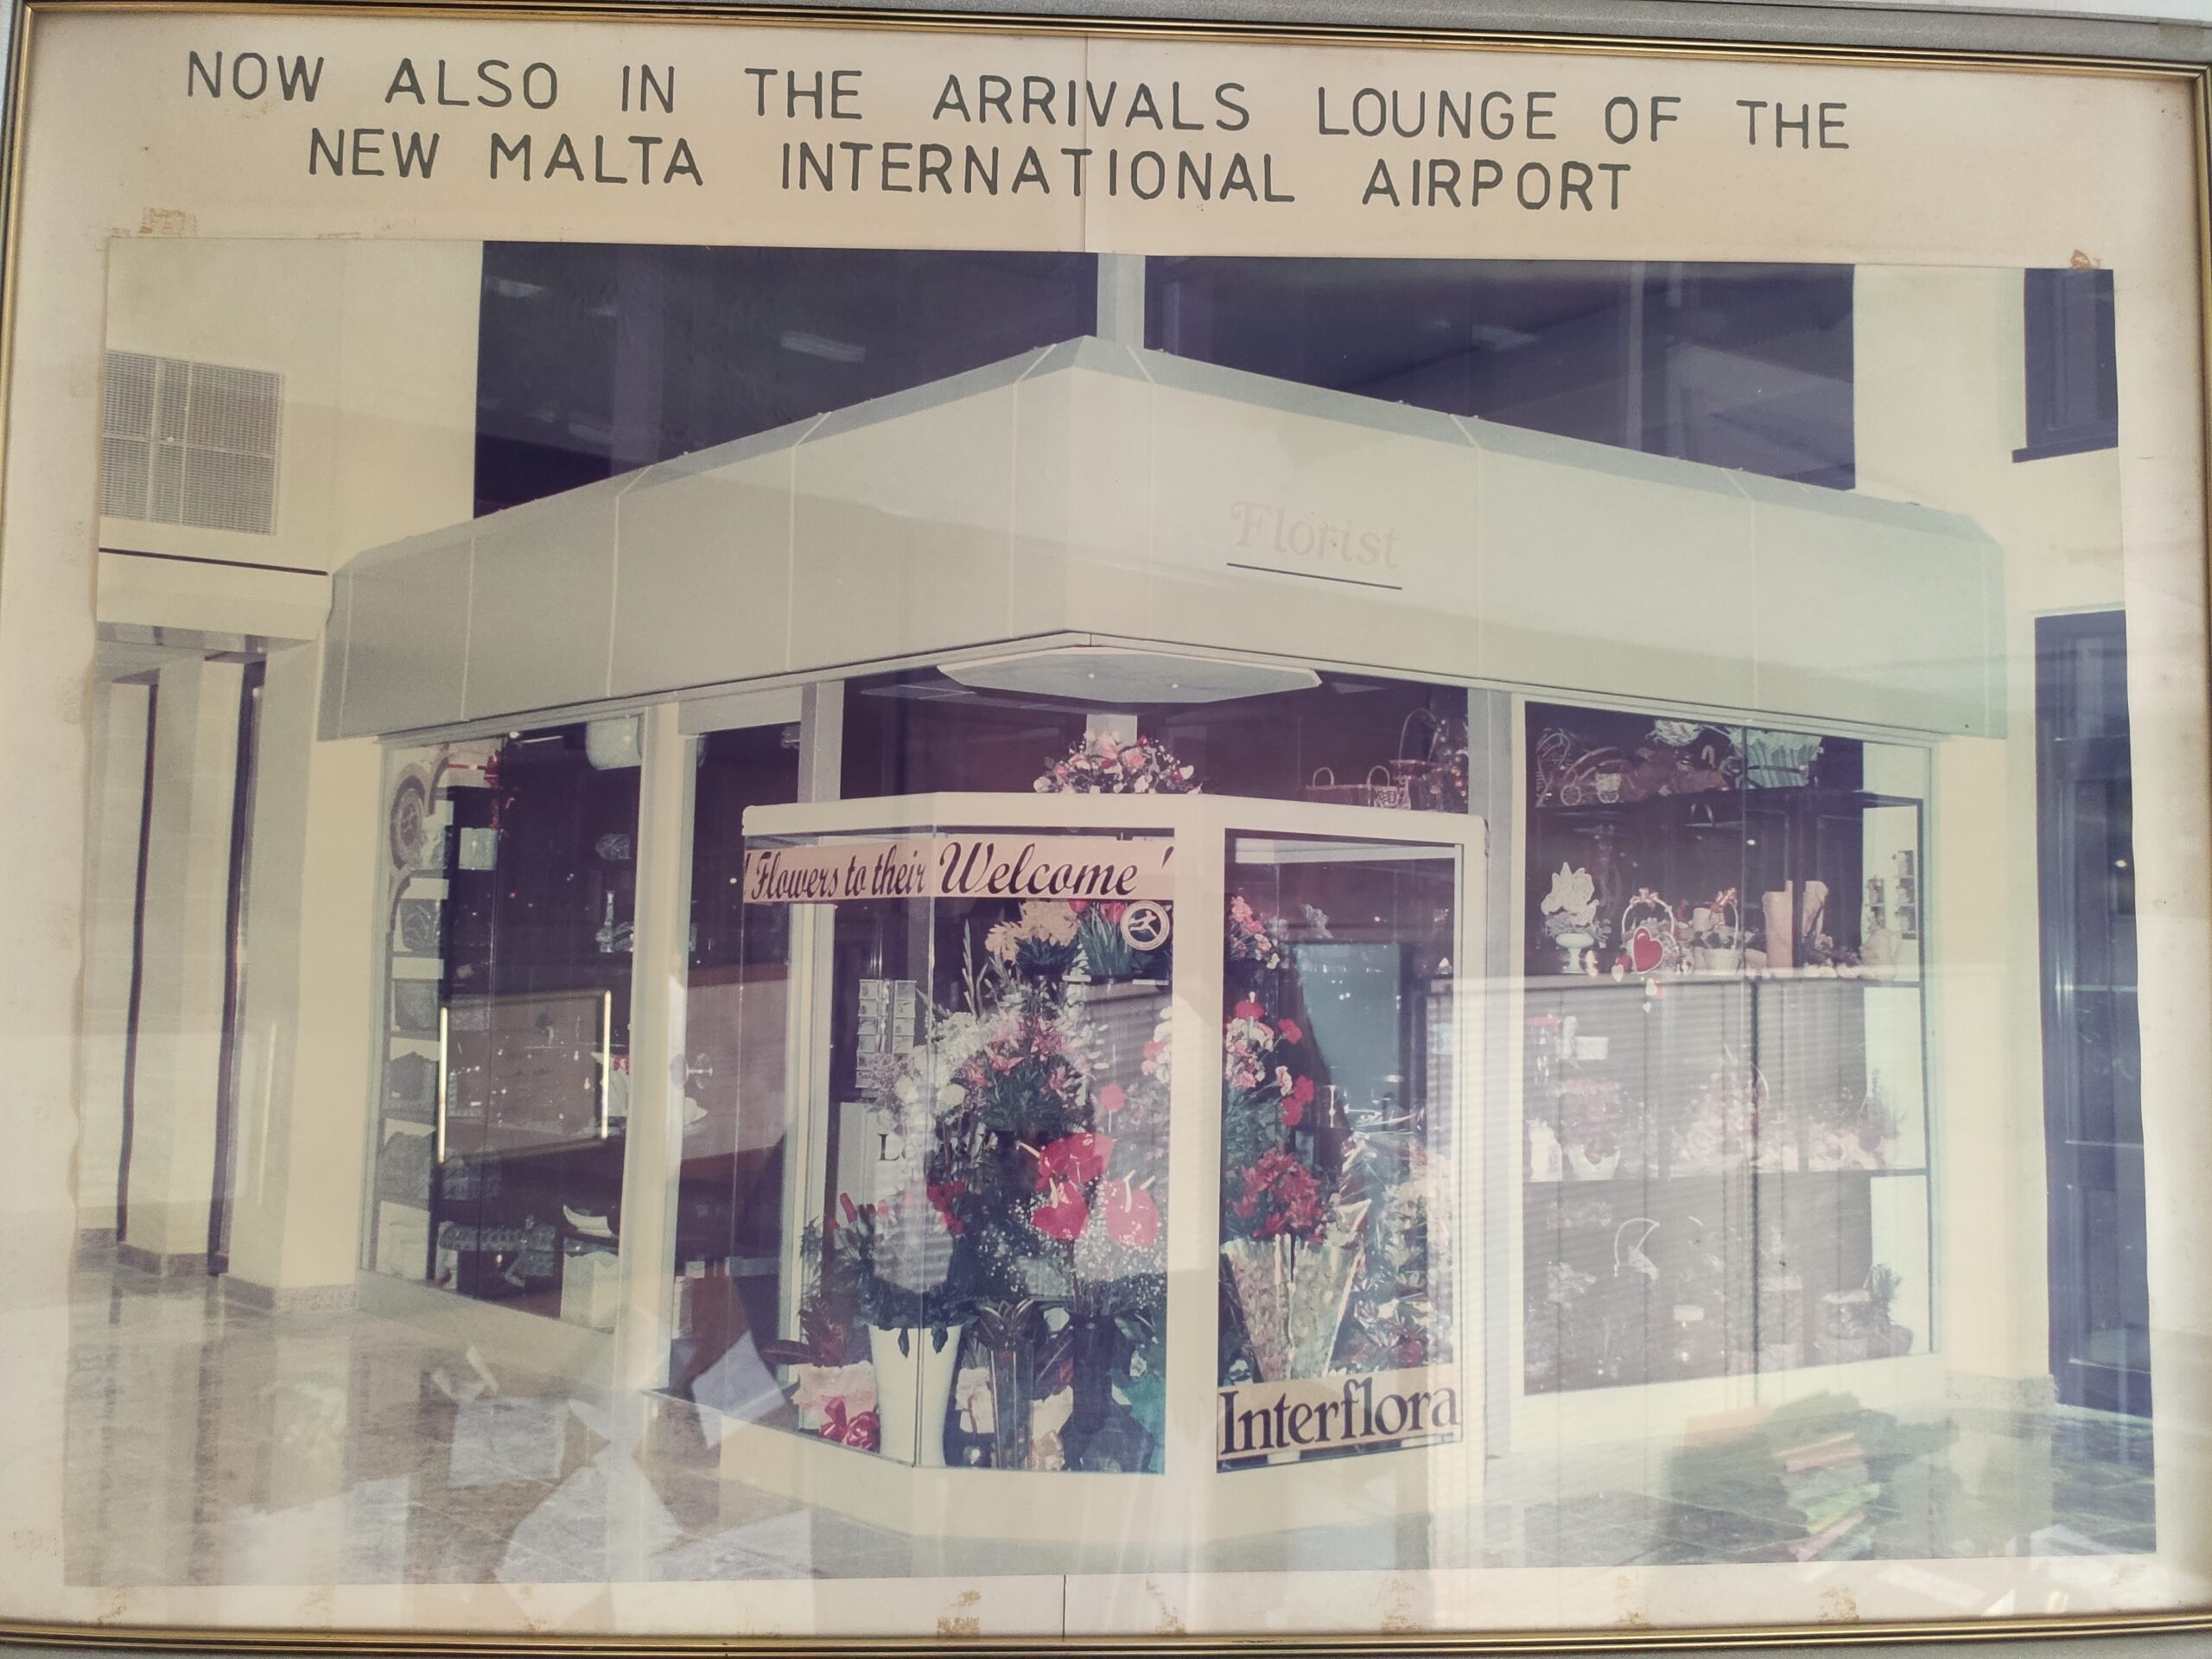 NOW ALSO IN THE ARRIVALS LOUNGE OF THE
NEW MALTA INTERNATIONAL AIRPORT
Florist
'Flowers to their Welcome'
Interflora